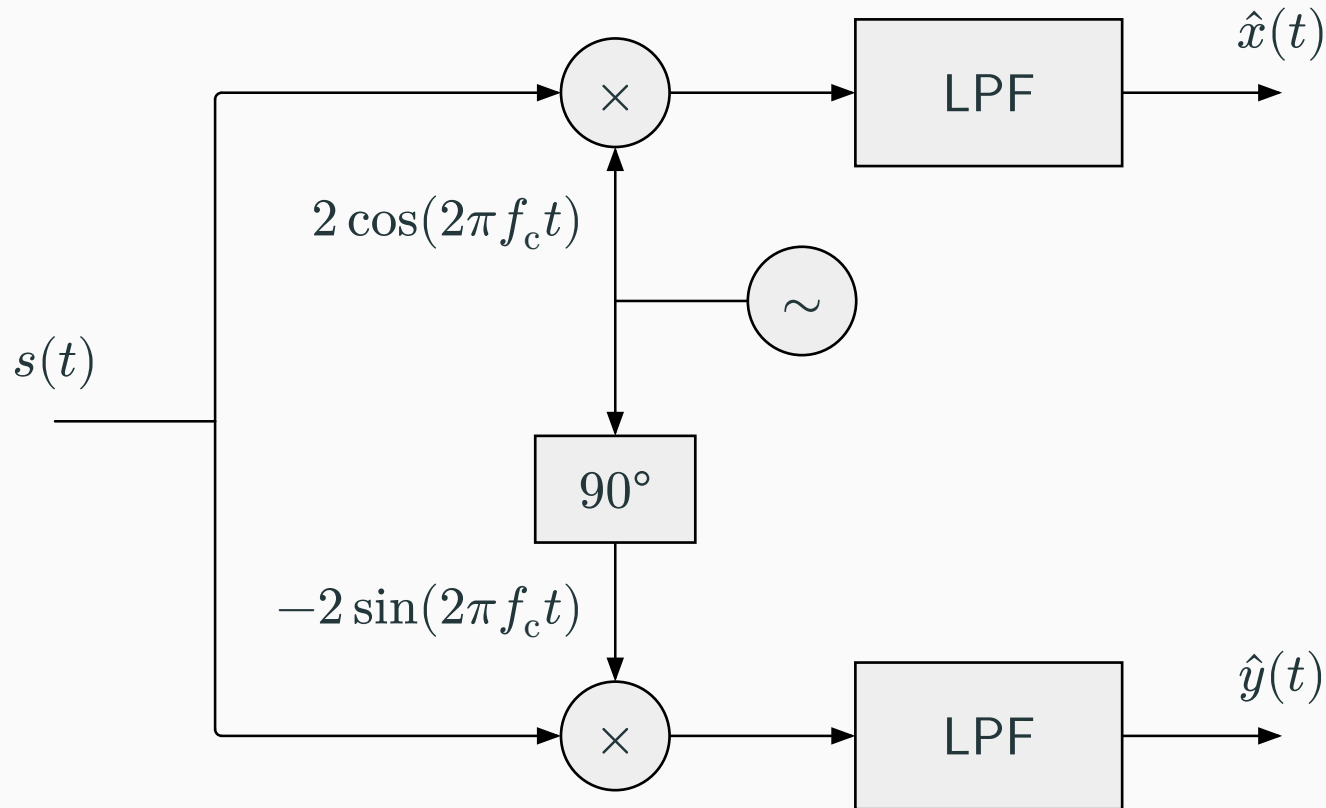 x̂(t)
× LPF
2 cos(2πf_c t)
∼
s(t)
90°
−2 sin(2πf_c t)
ŷ(t)
× LPF